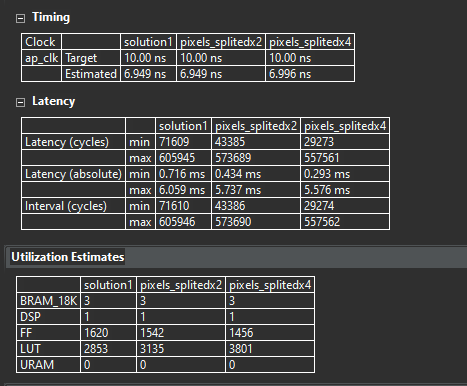 Timing
Clock solution1 pixels_splitedx2 pixels_splitedx4
ap_clk Target 10.00 ns 10.00 ns 10.00 ns
Estimated 6.949 ns 6.949 ns 6.996 ns
Latency
solution1 pixels_splitedx2 pixels_splitedx4
Latency (cycles) min 71609 43385 29273
max 605945 573689 557561
Latency (absolute) min 0.716 ms 0.434 ms 0.293 ms
max 6.059 ms 5.737 ms 5.576 ms
Interval (cycles) min 71610 43386 29274
max 605946 573690 557562
Utilization Estimates
solution1 pixels_splitedx2 pixels_splitedx4
BRAM_18K 3 3 3
DSP 1 1 1
FF 1620 1542 1456
LUT 2853 3135 3801
URAM 0 0 0